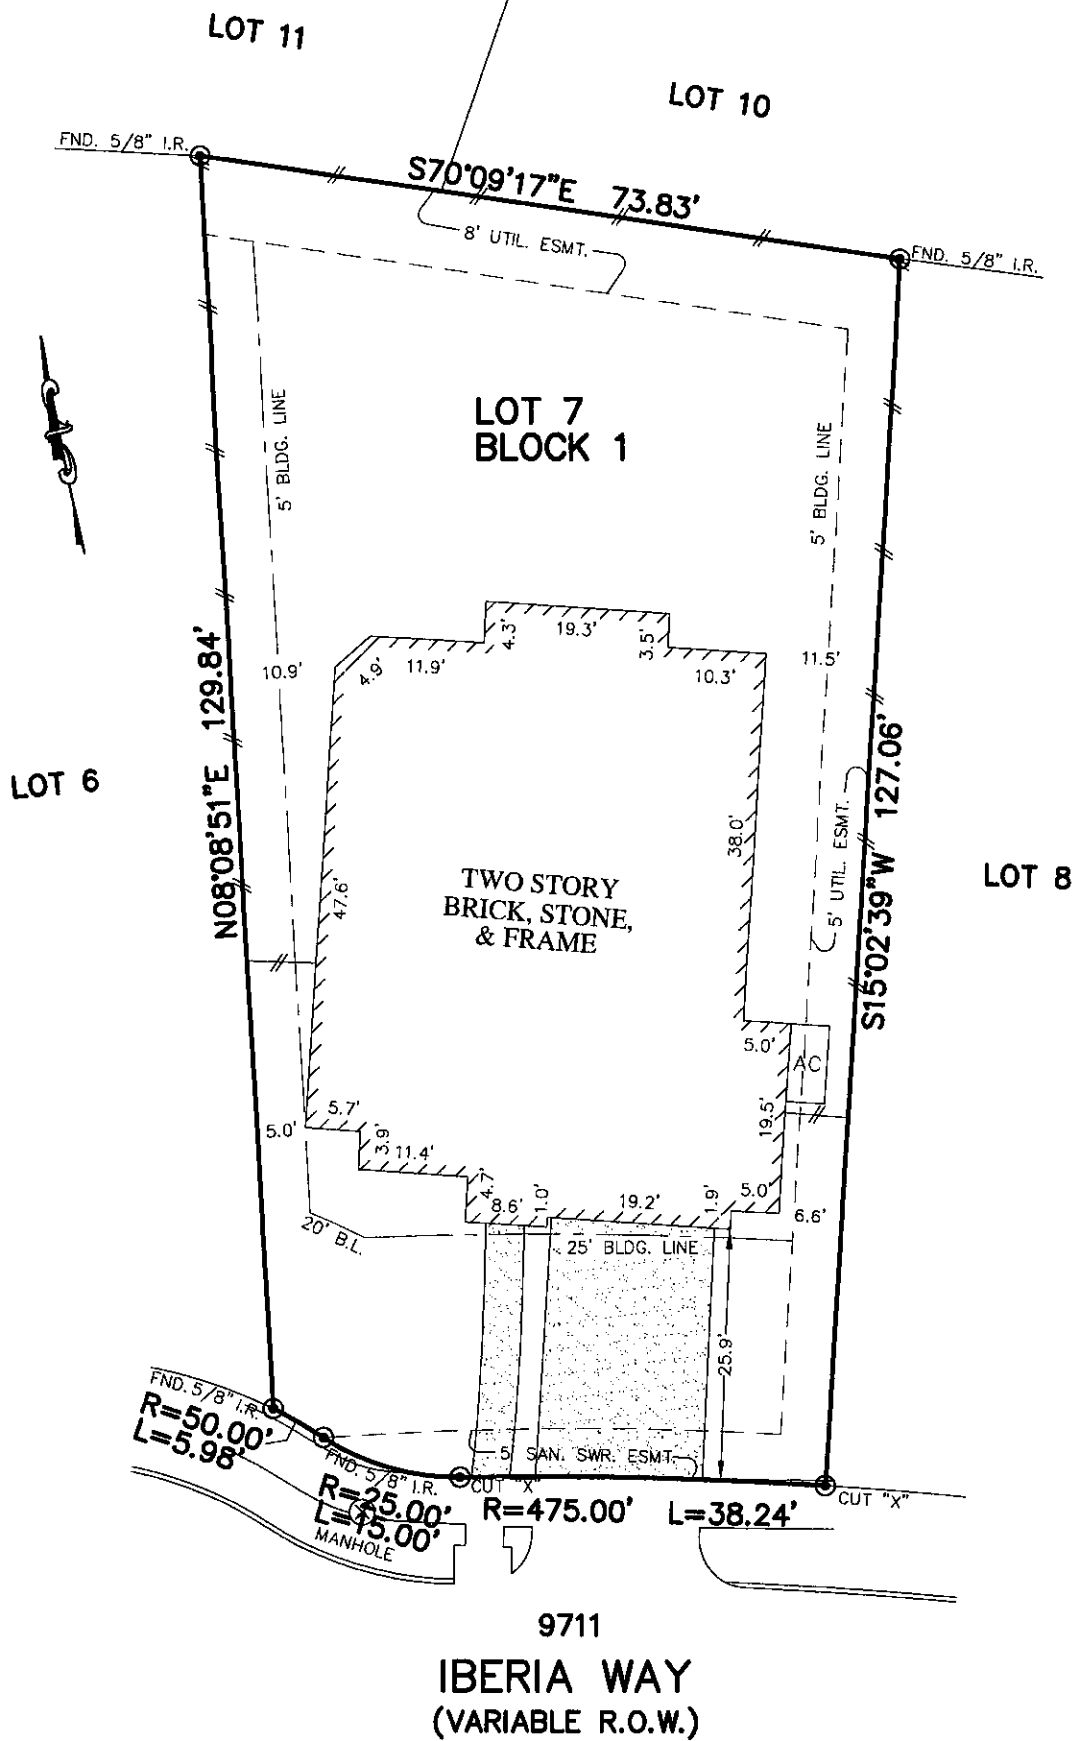 LOT 11
LOT 10
FND. 5/8" I.R.
S70°09'17"E 73.83'
8' UTIL. ESMT.
FND. 5/8" I.R.
LOT 7
BLOCK 1
5' BLDG. LINE
5' BLDG. LINE
19.3'
4.3'
3.5'
4.9'
11.9'
10.3'
10.9'
11.5'
N08°08'51"E 129.84'
S15°02'39"W 127.06'
LOT 6
LOT 8
38.0'
47.6'
5' UTIL. ESMT.
TWO STORY
BRICK, STONE,
& FRAME
5.0'
AC
5.7'
19.5'
5.0'
3.9'
11.4'
4.7'
8.6'
1.0'
19.2'
1.9'
5.0'
6.6'
20' B.L.
25' BLDG. LINE
25.9'
FND. 5/8" I.R.
R=50.00'
L=5.98'
5' SAN. SWR. ESMT.
FND. 5/8" I.R.
CUT "X"
CUT "X"
R=25.00'
L=15.00'
R=475.00' L=38.24'
MANHOLE
9711
IBERIA WAY
(VARIABLE R.O.W.)